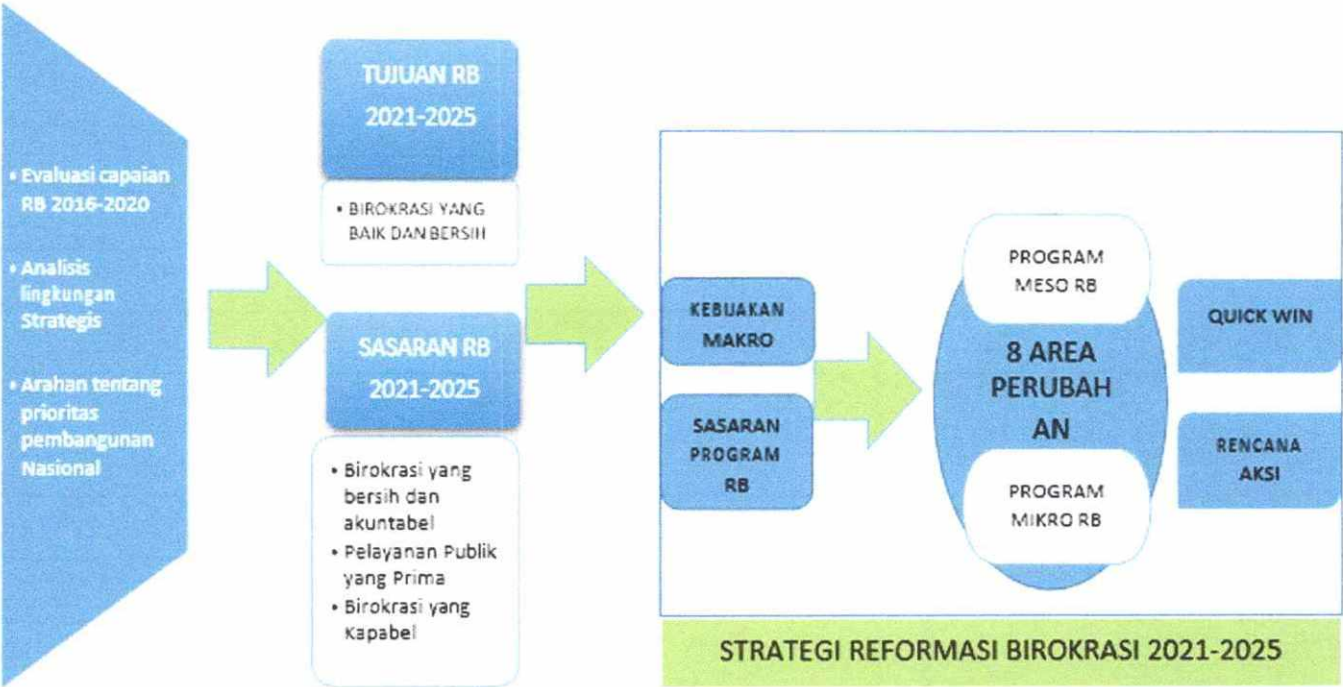 • Evaluasi capaian
RB 2016-2020
• Analisis
lingkungan
Strategis
• Arahan tentang
prioritas
pembangunan
Nasional
TUJUAN RB
2021-2025
• BIROKRASI YANG
BAIK DAN BERSIH
SASARAN RB
2021-2025
• Birokrasi yang
bersih dan
akuntabel
• Pelayanan Publik
yang Prima
• Birokrasi yang
Kapabel
KEBUAKAN
MAKRO
SASARAN
PROGRAM
RB
PROGRAM
MESO RB
8 AREA
PERUBAH
AN
PROGRAM
MIKRO RB
QUICK WIN
RENCANA
AKSI
STRATEGI REFORMASI BIROKRASI 2021-2025